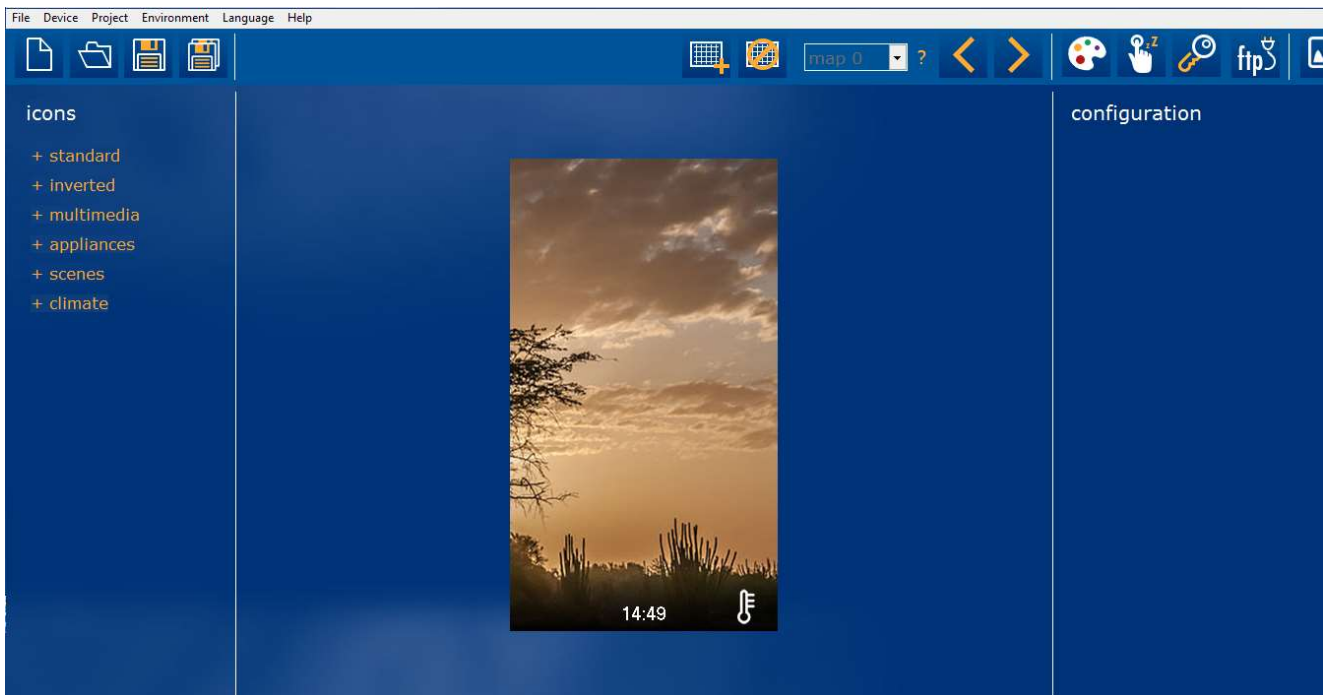 File Device Project Environment Language Help
map 0 ? ftp
icons
configuration
+ standard
+ inverted
+ multimedia
+ appliances
+ scenes
+ climate
14:49